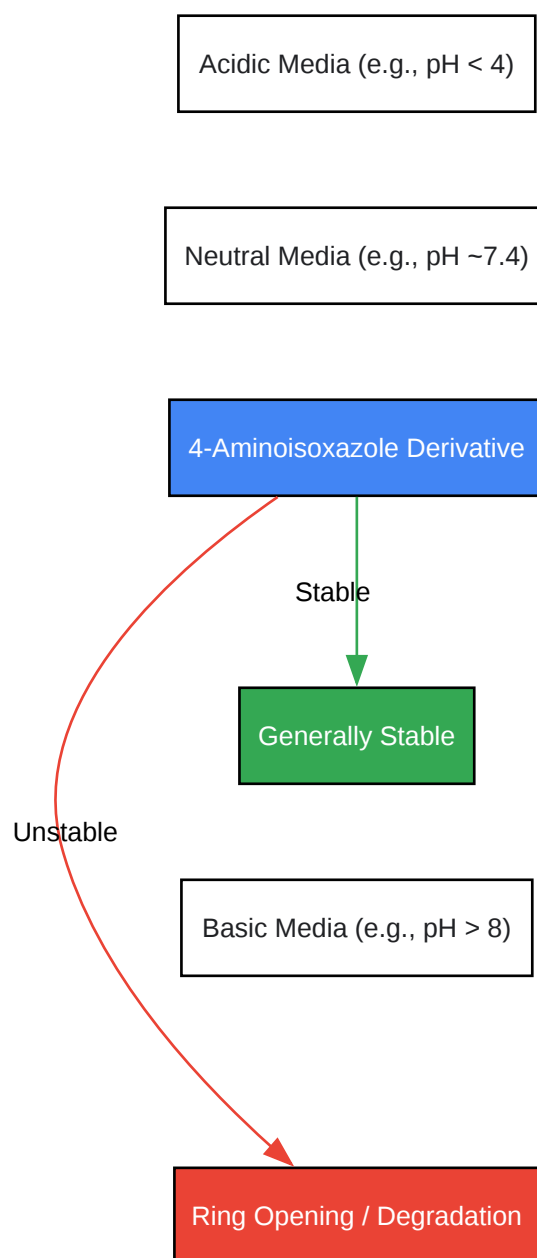 Acidic Media (e.g., pH < 4)
Neutral Media (e.g., pH ~7.4)
4-Aminoisoxazole Derivative
Stable
Generally Stable
Unstable
Basic Media (e.g., pH > 8)
Ring Opening / Degradation